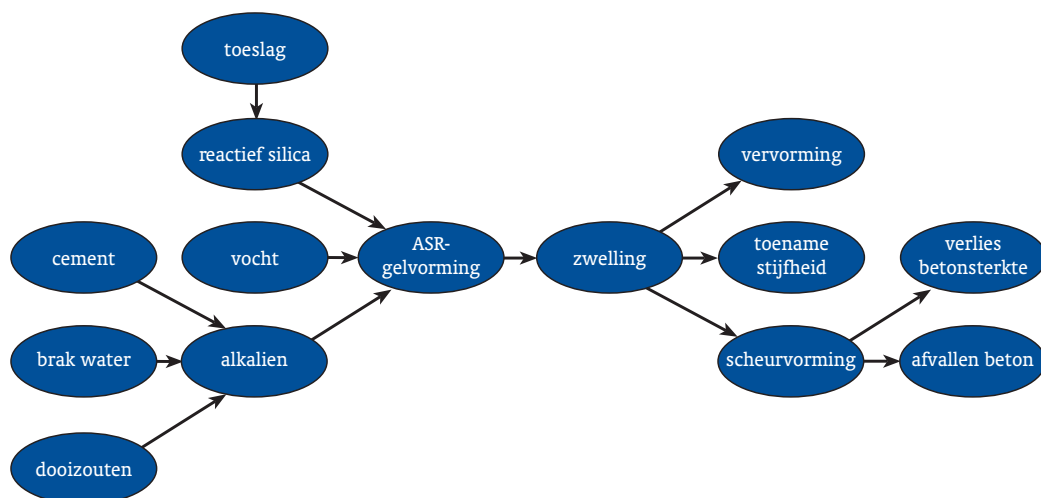 toeslag
reactief silica
vervorming
cement
vocht
ASR-
gelvorming
zwelling
toename
stijfheid
verlies
betonsterkte
brak water
alkalien
scheurvorming
afvallen beton
dooizouten